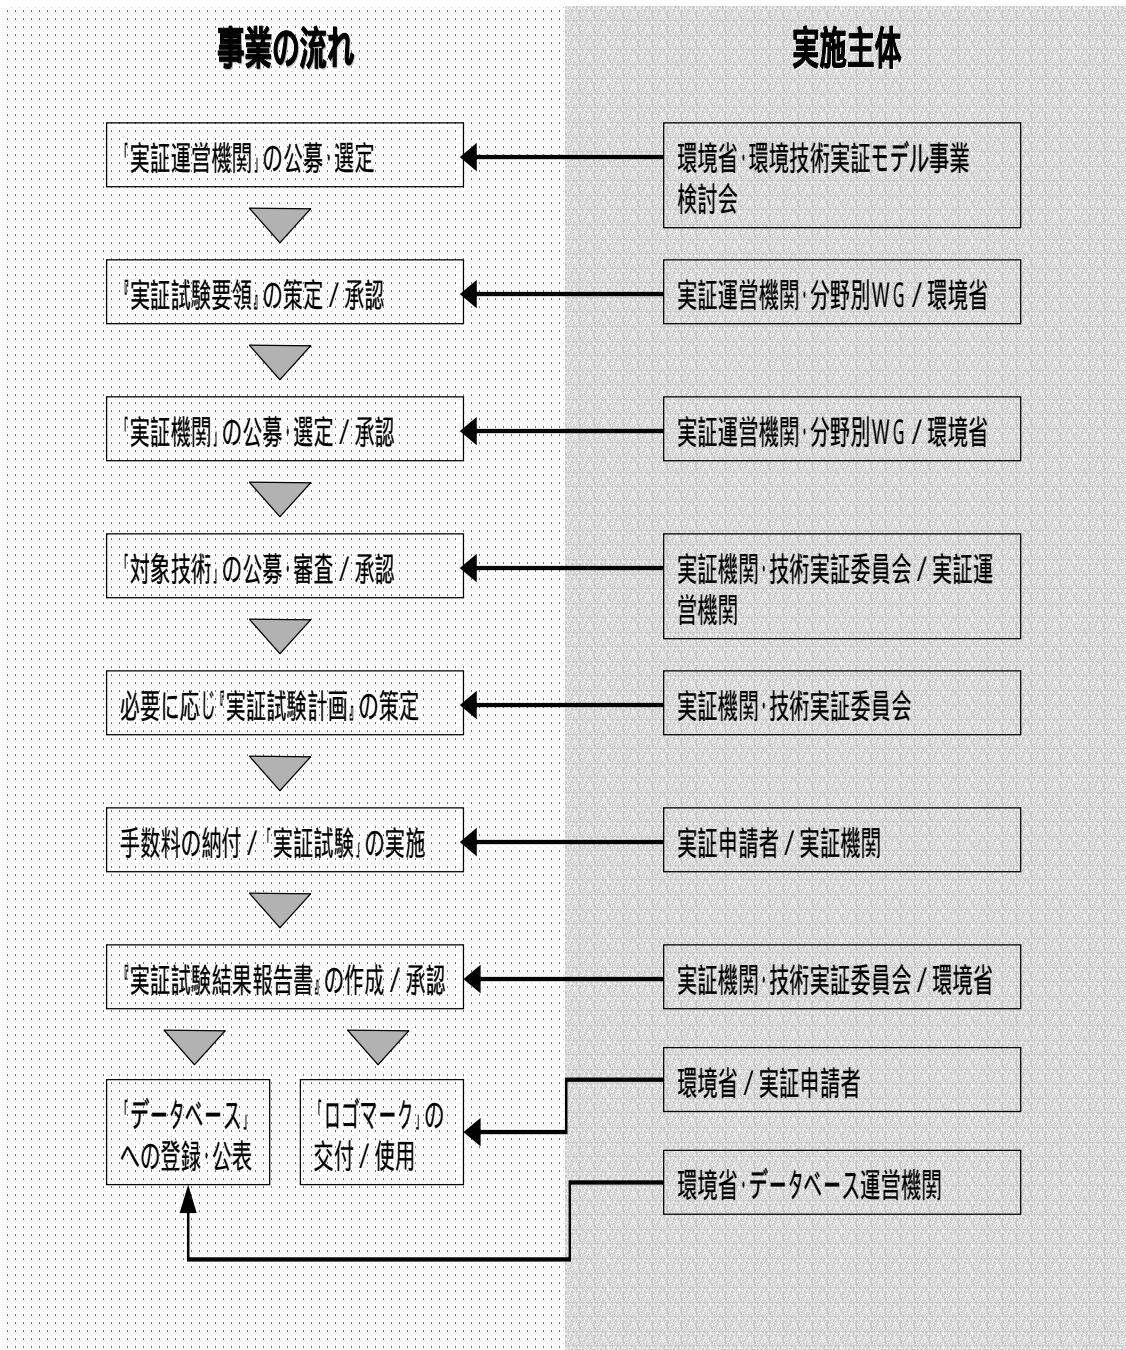 事業の流れ
実施主体
「実証運営機関」の公募・選定
環境省・環境技術実証モデル事業
検討会
『実証試験要領』の策定 / 承認
実証運営機関・分野別WG / 環境省
「実証機関」の公募・選定 / 承認
実証運営機関・分野別WG / 環境省
「対象技術」の公募・審査 / 承認
実証機関・技術実証委員会 / 実証運
営機関
必要に応じ『実証試験計画』の策定
実証機関・技術実証委員会
手数料の納付 / 「実証試験」の実施
実証申請者 / 実証機関
『実証試験結果報告書』の作成 / 承認
実証機関・技術実証委員会 / 環境省
「データベース」
への登録・公表
「ロゴマーク」の
交付 / 使用
環境省 / 実証申請者
環境省・データベース運営機関